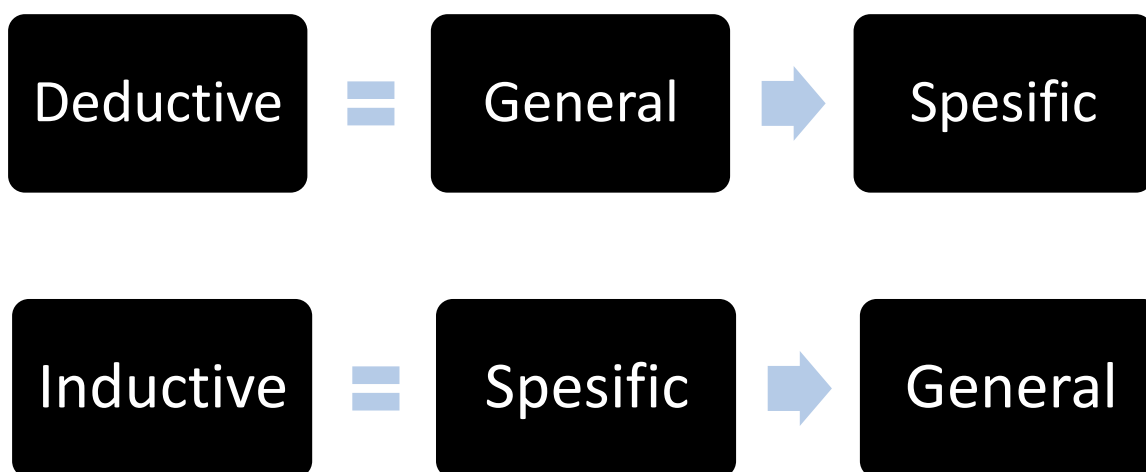 Deductive = General Spesific
Inductive = Spesific General